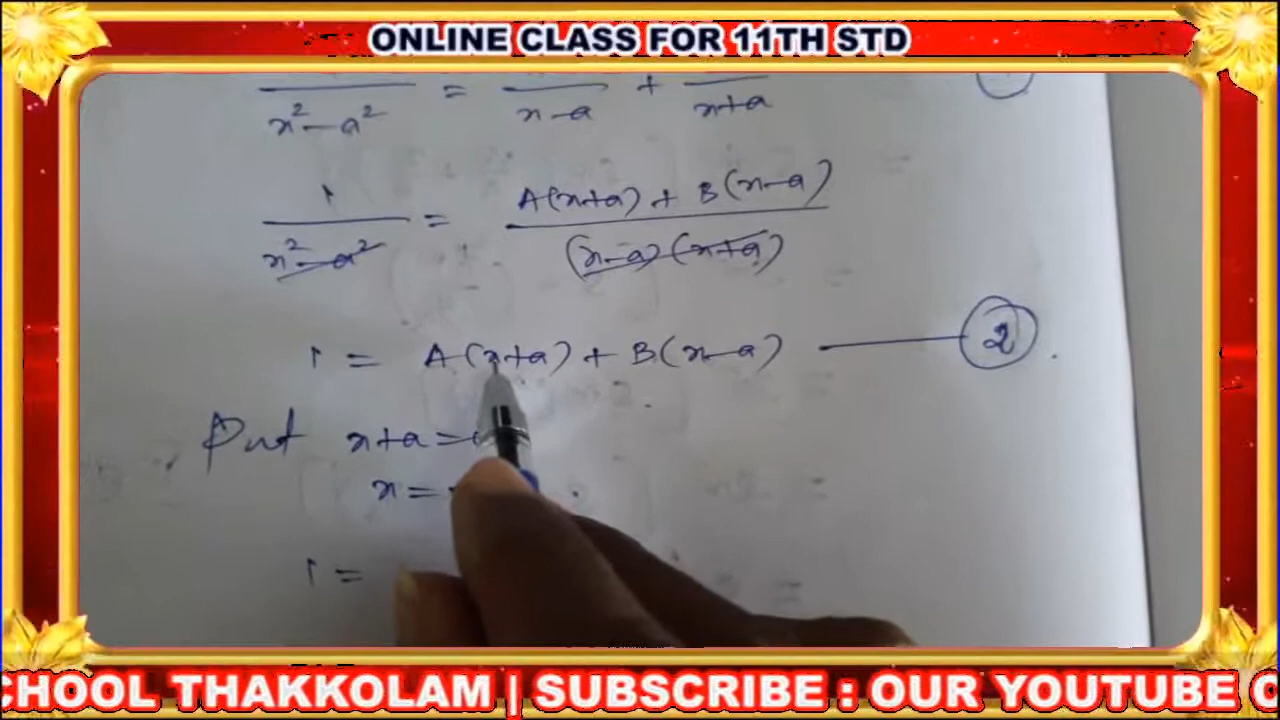 ONLINE CLASS FOR 11TH STD
x² - a² = x-a + x+a
1 / x² - a² = A(x+a) + B(x-a) / (x-a) (x+a)
1 = A(x+a) + B(x-a) — 2
Put x+a =
x = -
1 =
CHOOL THAKKOLAM | SUBSCRIBE : OUR YOUTUBE C